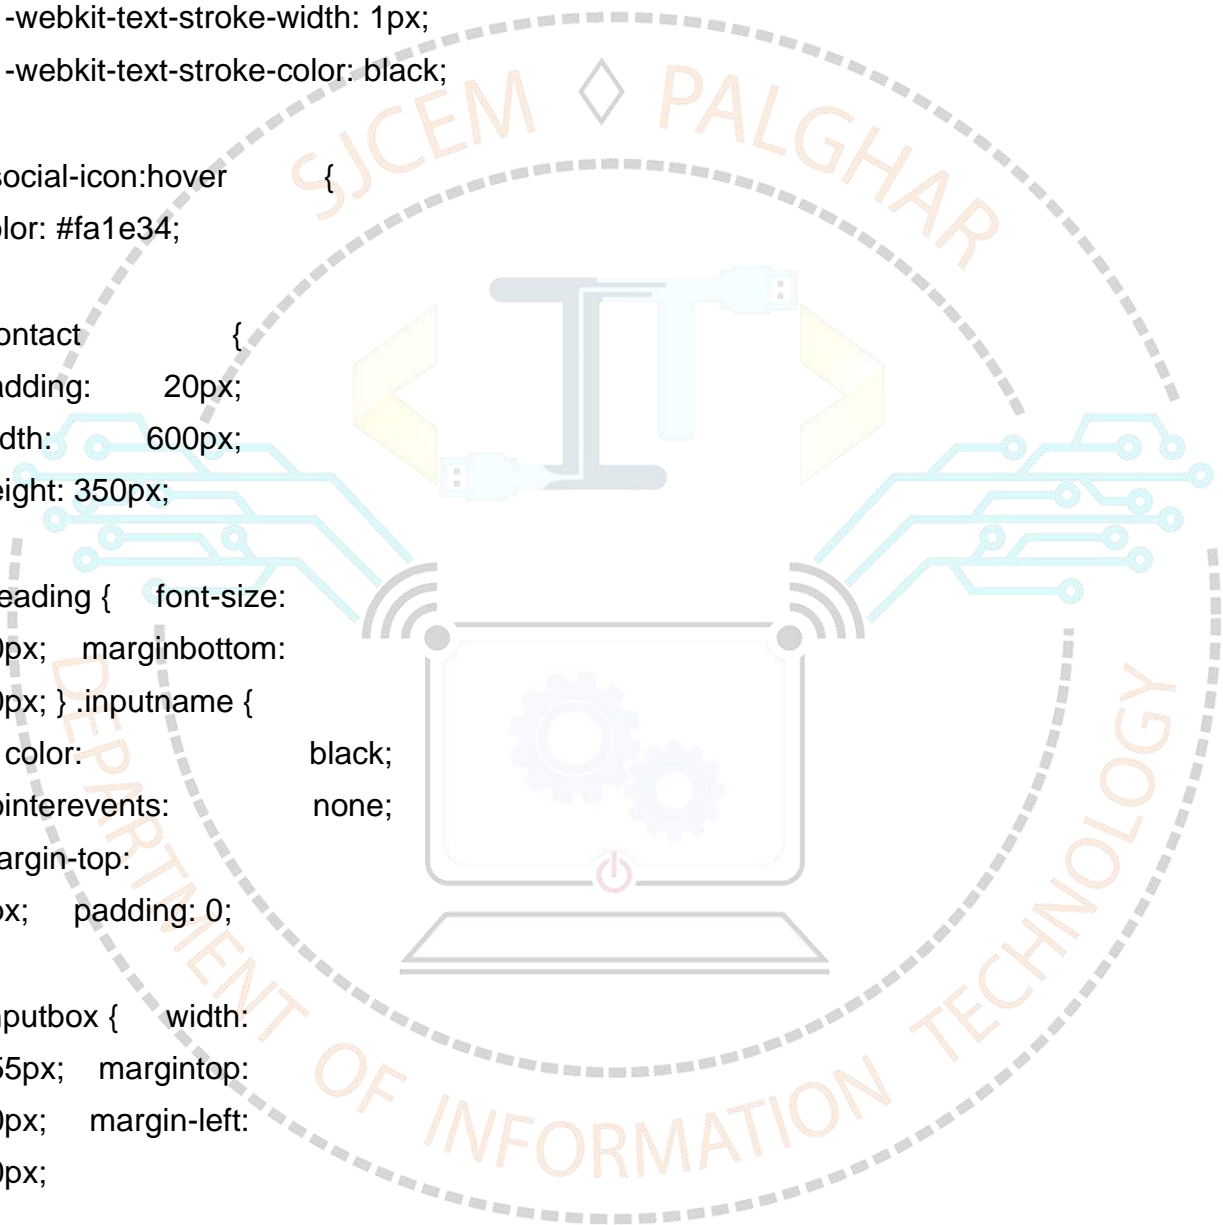 -webkit-text-stroke-width: 1px;
-webkit-text-stroke-color: black;
SJCEM ◊ PALGHAR
social-icon:hover {
olor: #fa1e34;
ontact {
adding: 20px;
idth: 600px;
eight: 350px;
eading { font-size:
0px; marginbottom:
0px; } .inputname {
color: black;
ointerevents: none;
argin-top:
px; padding: 0;
nputbox { width:
55px; margintop:
0px; margin-left:
0px;
DEPARTMENT OF INFORMATION TECHNOLOGY